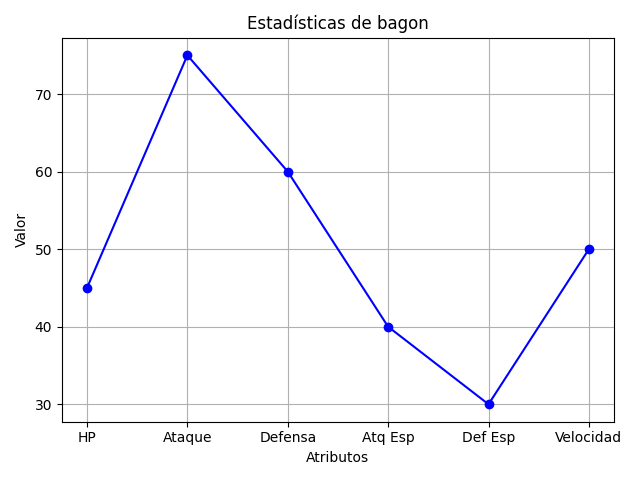 Estadísticas de bagon
Valor
70
60
50
40
30
HP Ataque Defensa Atq Esp Def Esp Velocidad
Atributos